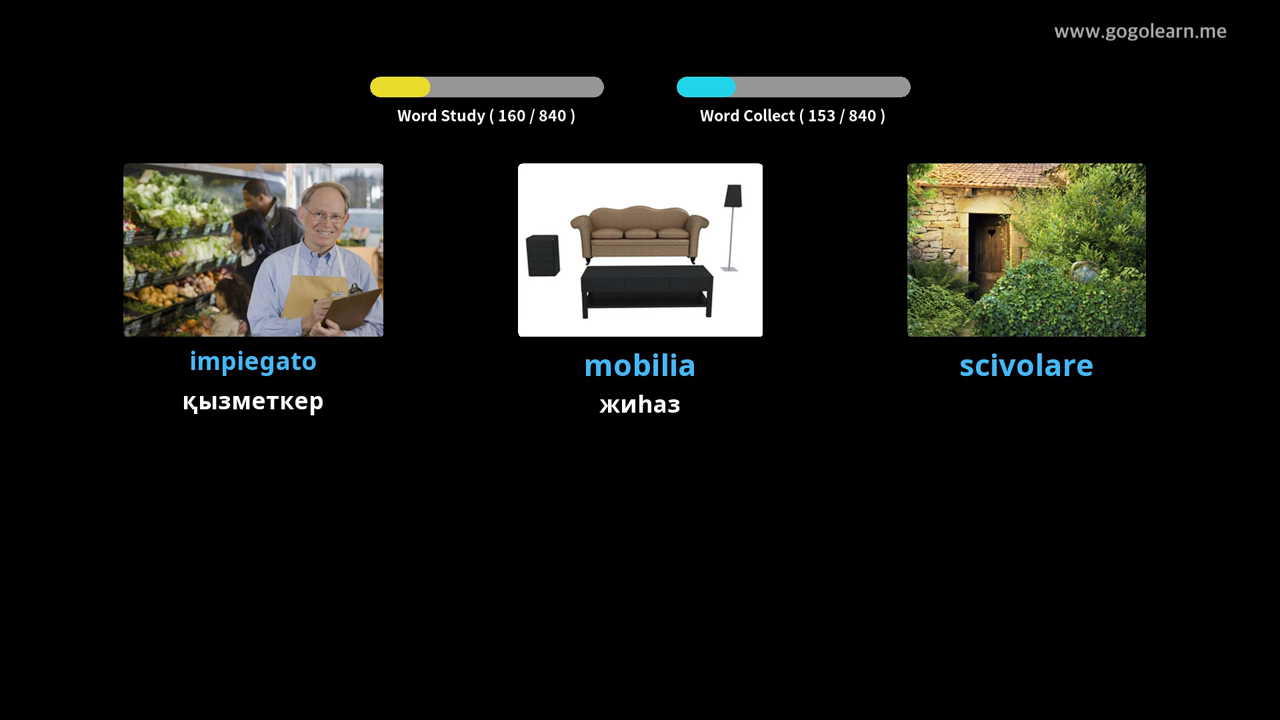 www.gogolearn.me
Word Study ( 160 / 840 )
Word Collect ( 153 / 840 )
impiegato
қызметкер
mobilia
жиһаз
scivolare